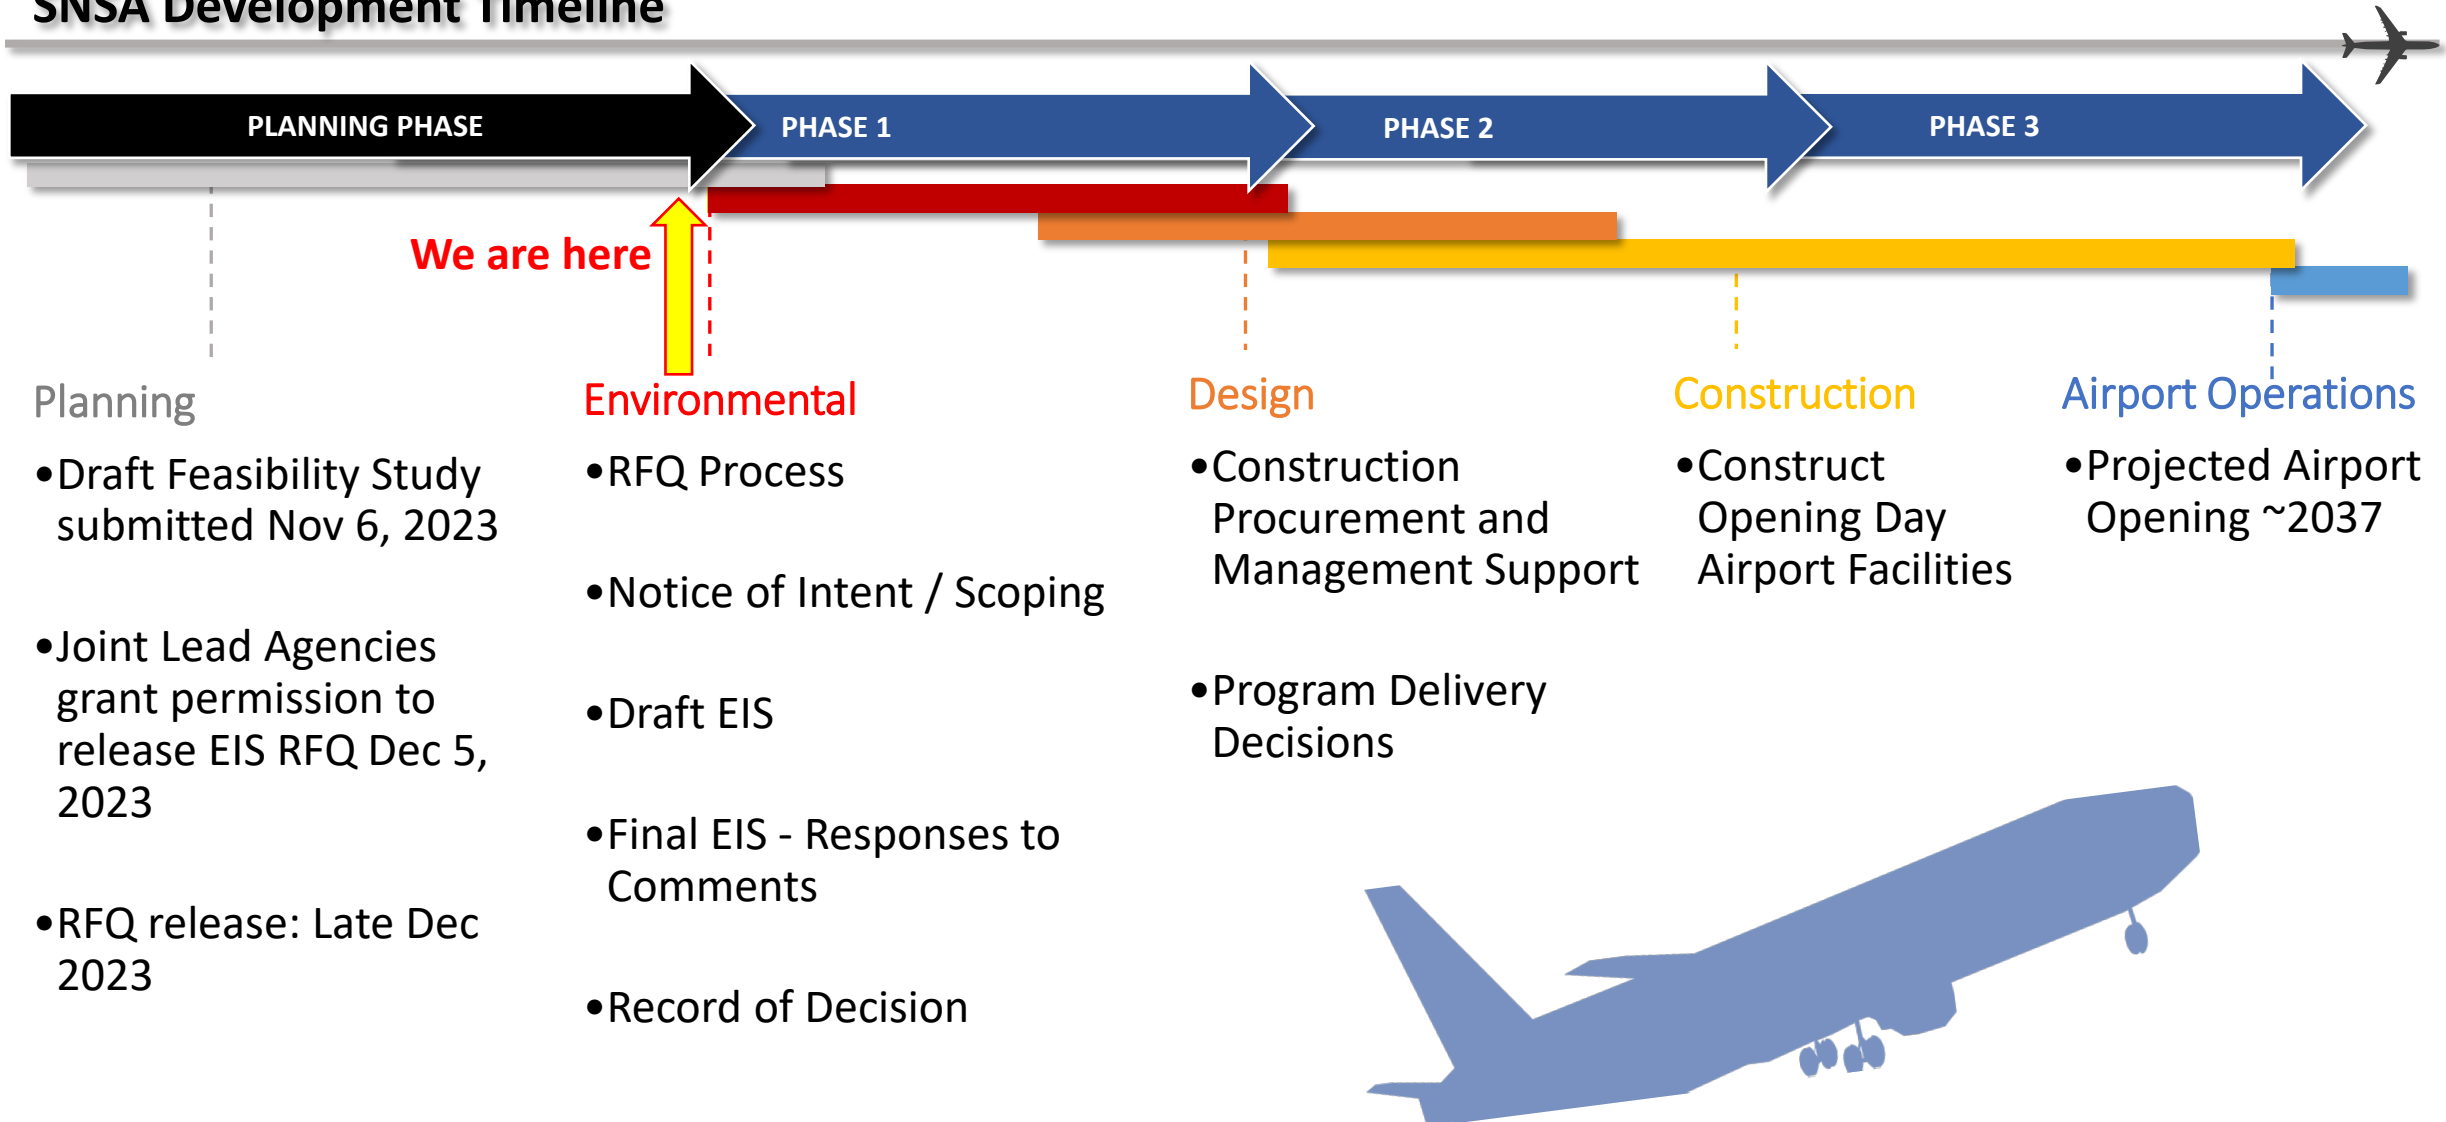 SNSA Development Timeline
PLANNING PHASE
PHASE 1
PHASE 2
PHASE 3
We are here
Planning
•Draft Feasibility Study
submitted Nov 6, 2023
•Joint Lead Agencies
grant permission to
release EIS RFQ Dec 5,
2023
•RFQ release: Late Dec
2023
Environmental
•RFQ Process
•Notice of Intent / Scoping
•Draft EIS
•Final EIS - Responses to
Comments
•Record of Decision
Design
•Construction
Procurement and
Management Support
•Program Delivery
Decisions
Construction
•Construct
Opening Day
Airport Facilities
Airport Operations
•Projected Airport
Opening ~2037